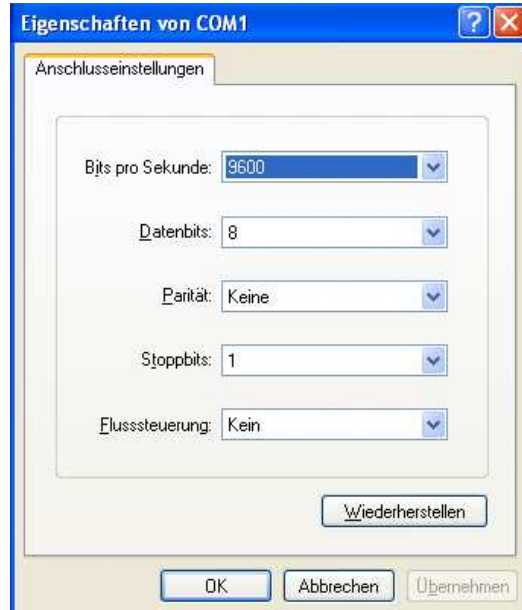 Eigenschaften von COM1
?
X
Anschlusseinstellungen
Bits pro Sekunde: 9600
Datenbits: 8
Parität: Keine
Stoppbits: 1
Flusssteuerung: Kein
Wiederherstellen
OK Abbrechen Übernehmen